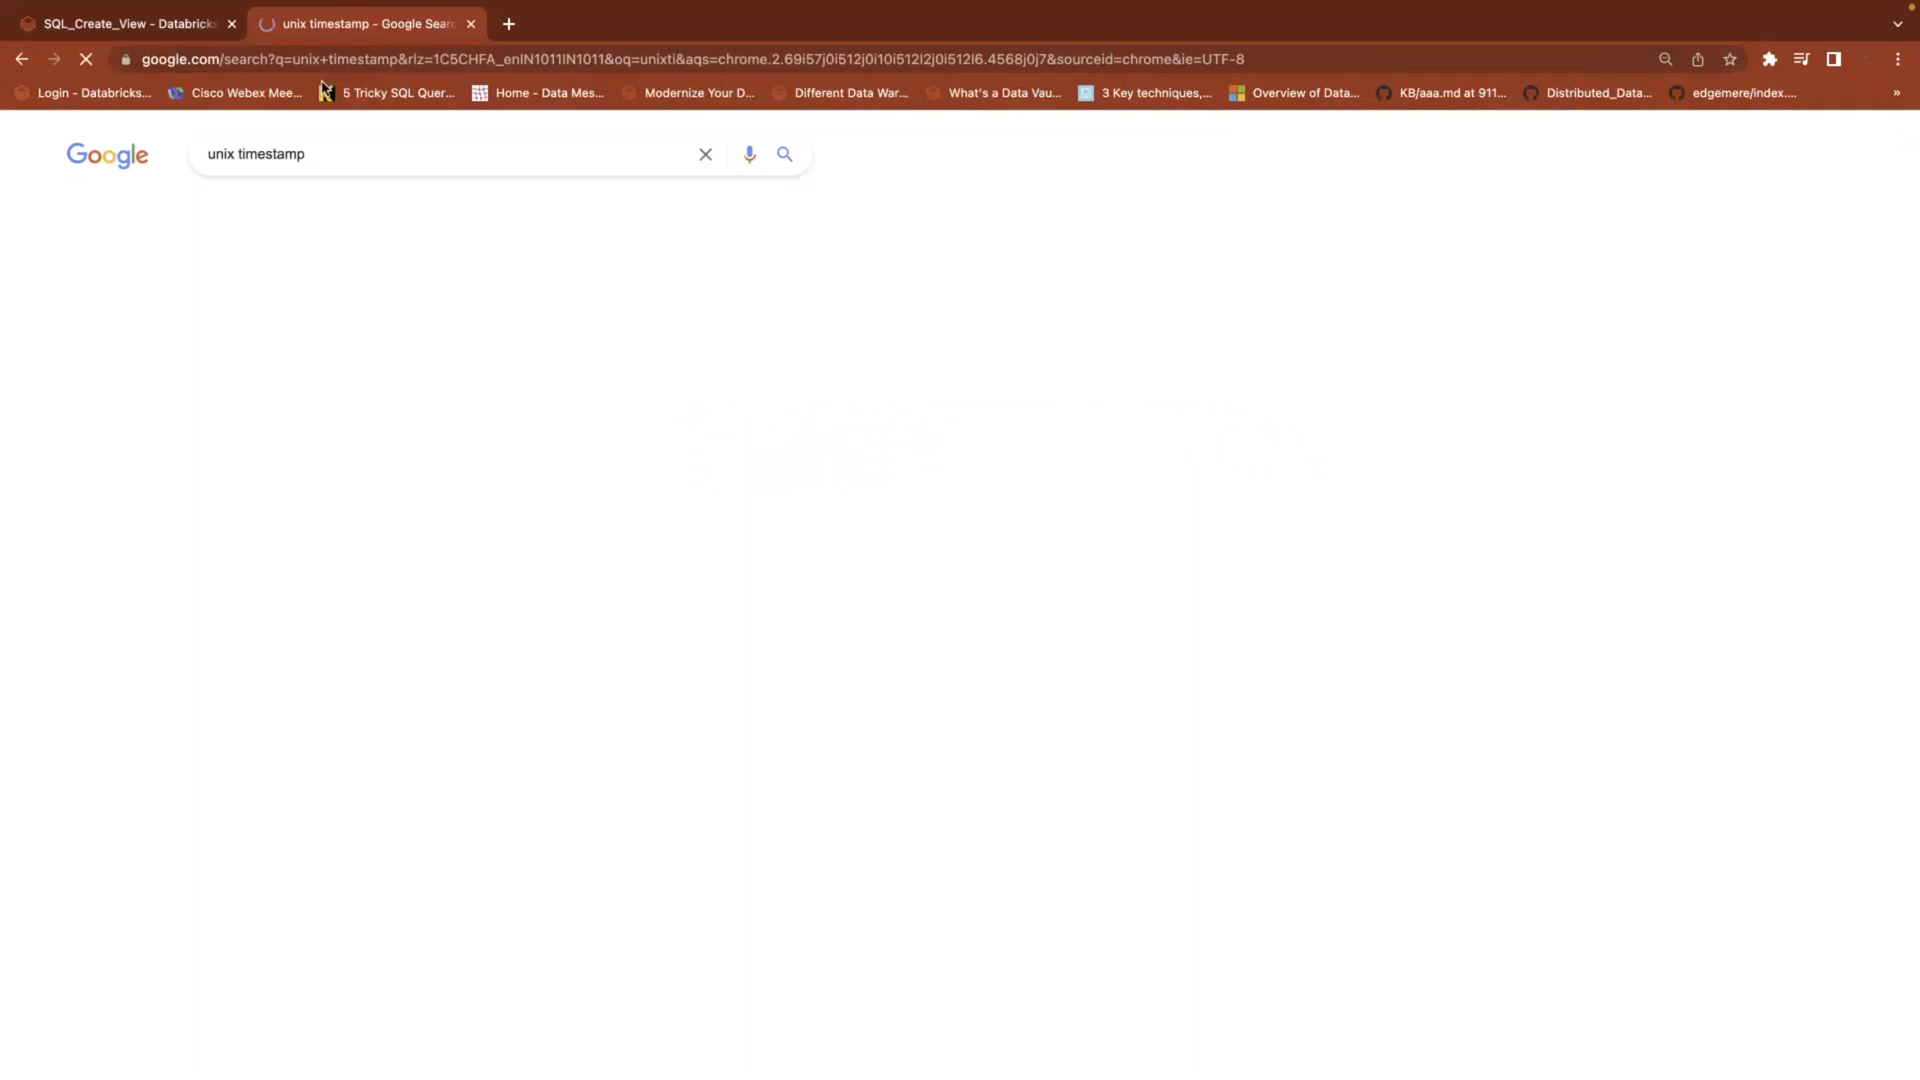 SQL_Create_View - Databricks
unix timestamp - Google Sear
google.com/search?q=unix+timestamp&rlz=1C5CHFA_enIN1011IN1011&oq=unixti&aqs=chrome.2.69i57j0i512j0i10i512l2j0i512l6.4568j0j7&sourceid=chrome&ie=UTF-8
Login - Databricks... Cisco Webex Mee... 5 Tricky SQL Quer... Home - Data Mes... Modernize Your D... Different Data War... What's a Data Vau... 3 Key techniques,... Overview of Data... KB/aaa.md at 911... Distributed_Data... edgemere/index.... »
Google unix timestamp